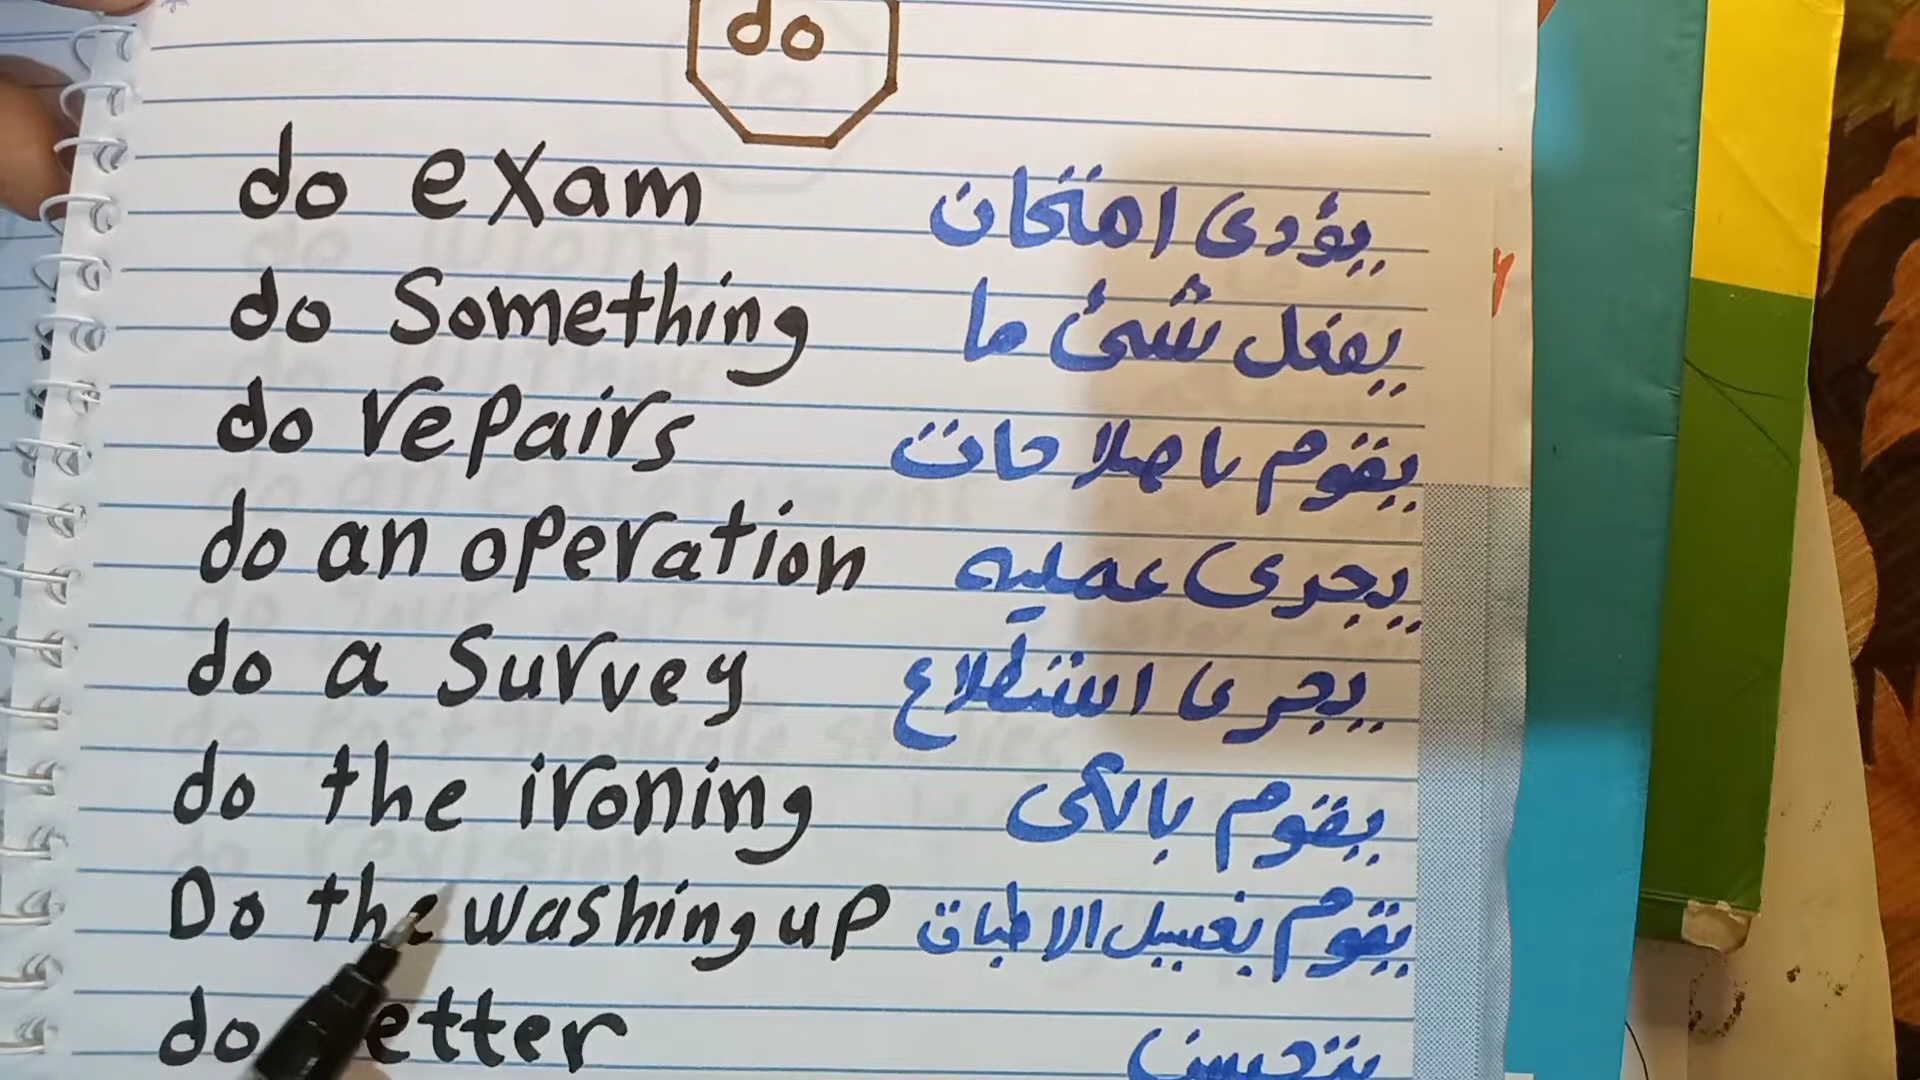 do
do exam يؤدى امتحان
do Something يفعل شئ ما
do repairs يقوم باصلاحات
do an operation يجرى عمليه
do a survey يجرى استطلاع
do the ironing يقوم بالكى
Do the washing up يقوم بغسيل الاطباق
do يتحسن